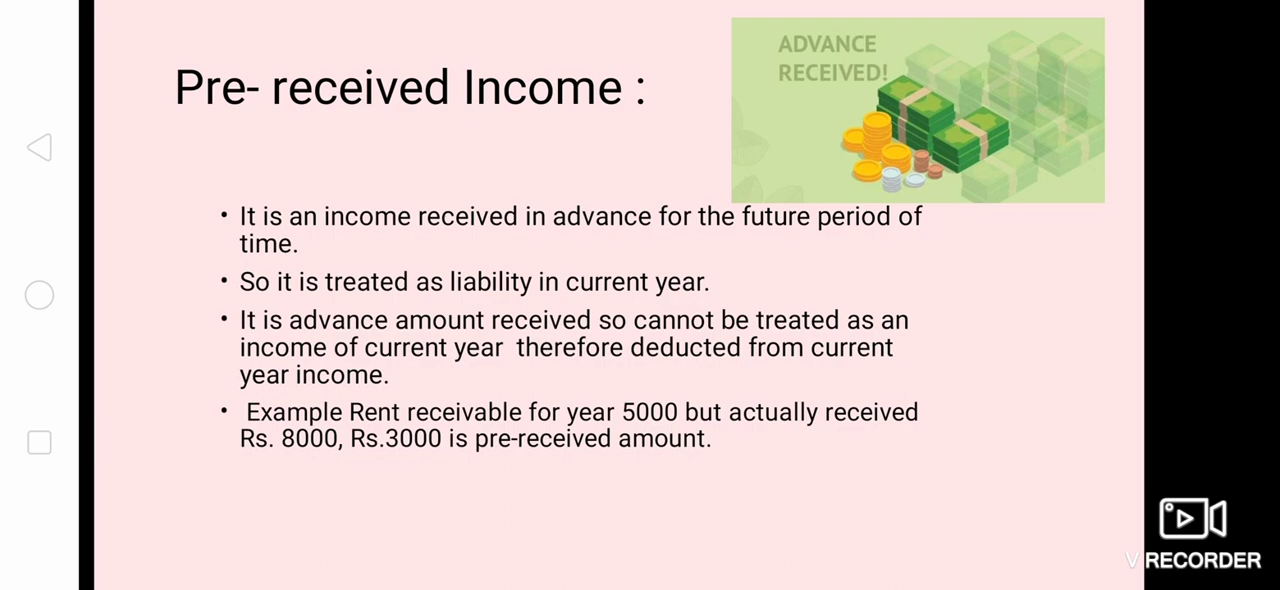 ADVANCE
RECEIVED!
Pre- received Income :
• It is an income received in advance for the future period of
time.
• So it is treated as liability in current year.
• It is advance amount received so cannot be treated as an
income of current year  therefore deducted from current
year income.
• Example Rent receivable for year 5000 but actually received
Rs. 8000, Rs.3000 is pre-received amount.
V RECORDER